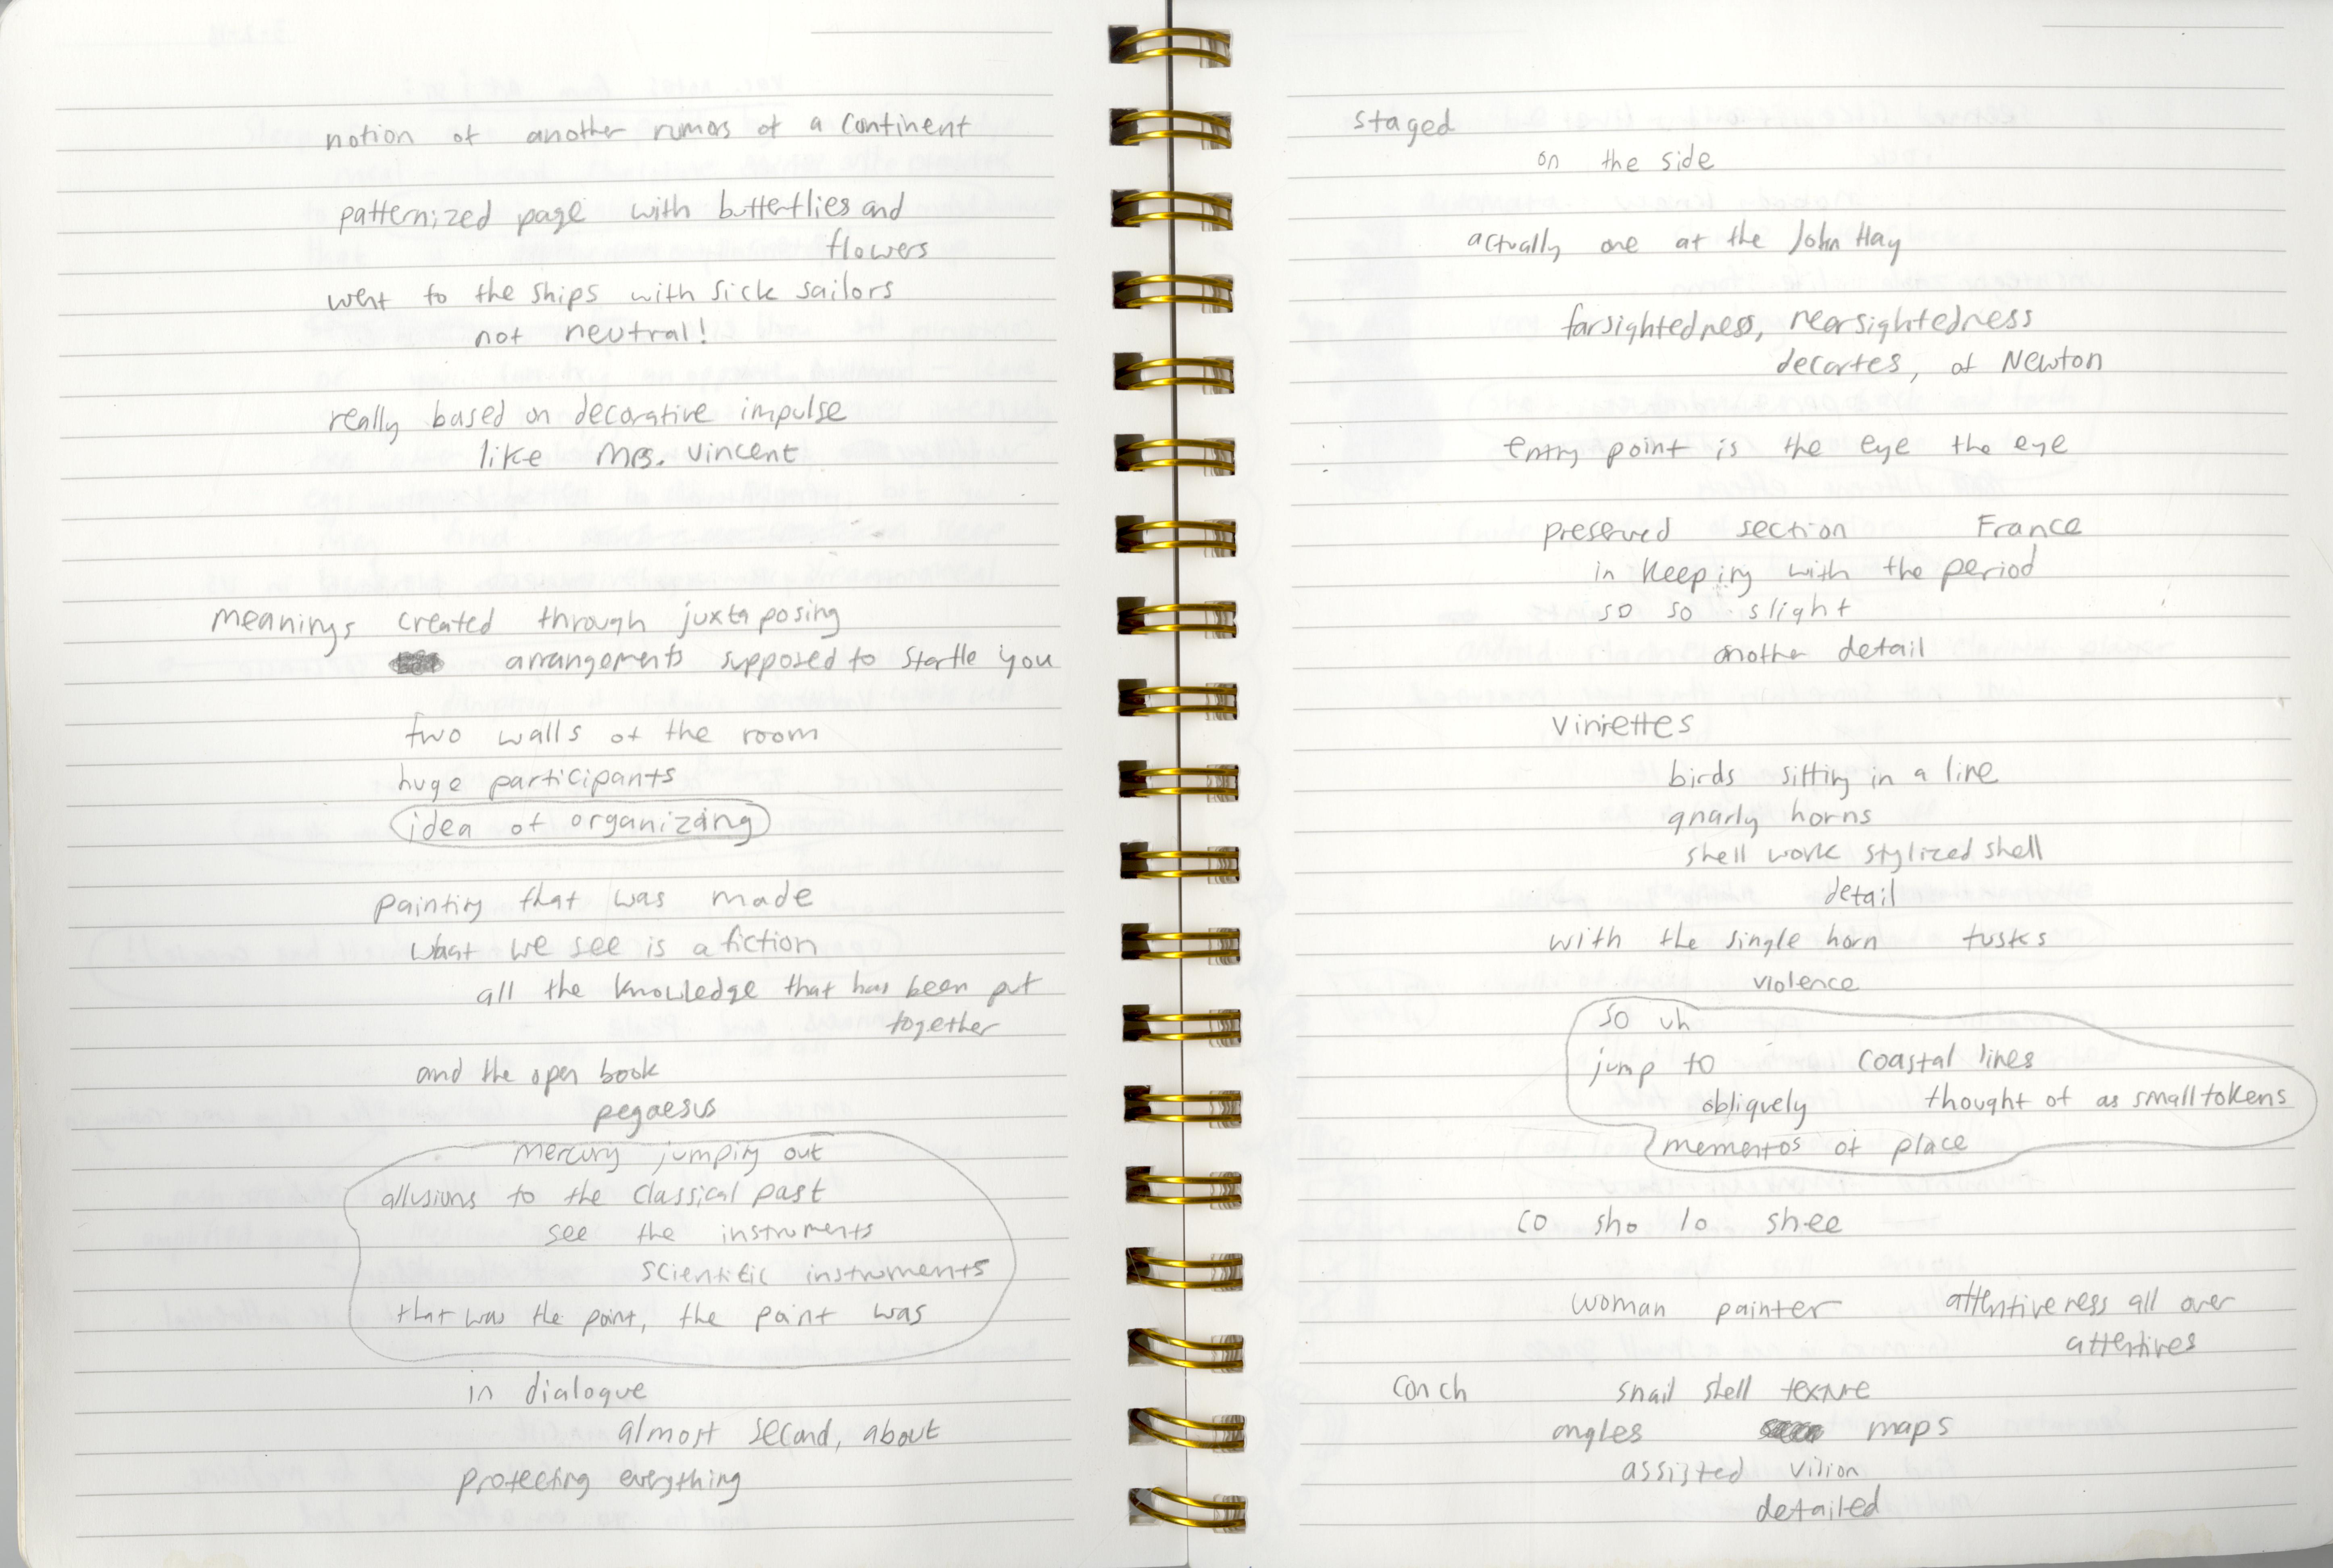 notion of another rumors of a continent
patternized page with butterflies and
flowers
went to the ships with sick sailors
not neutral!
really based on decorative impulse
like Mrs. Vincent
meanings created through juxtaposing
arrangements supposed to startle you
two walls of the room
huge participants
idea of organizing
painting that was made
what we see is a fiction
all the knowledge that has been put
together
and the open book
pegaesus
mercury jumping out
allusions to the classical past
see the instruments
scientific instruments
that was the point, the point was
in dialogue
almost second, about
protecting everything
staged
on the side
actually one at the John Hay
farsightedness, nearsightedness
decartes, of Newton
entry point is the eye the eye
preserved section France
in keeping with the period
so so slight
another detail
viniettes
birds sitting in a line
gnarly horns
shell work stylized shell
detail
with the single horn tusks
violence
so uh
jump to coastal lines
obliquely thought of as small tokens
mementos of place
co sho lo shee
woman painter attentiveness all over
attentives
conch snail shell texture
angles maps
assisted vision
detailed